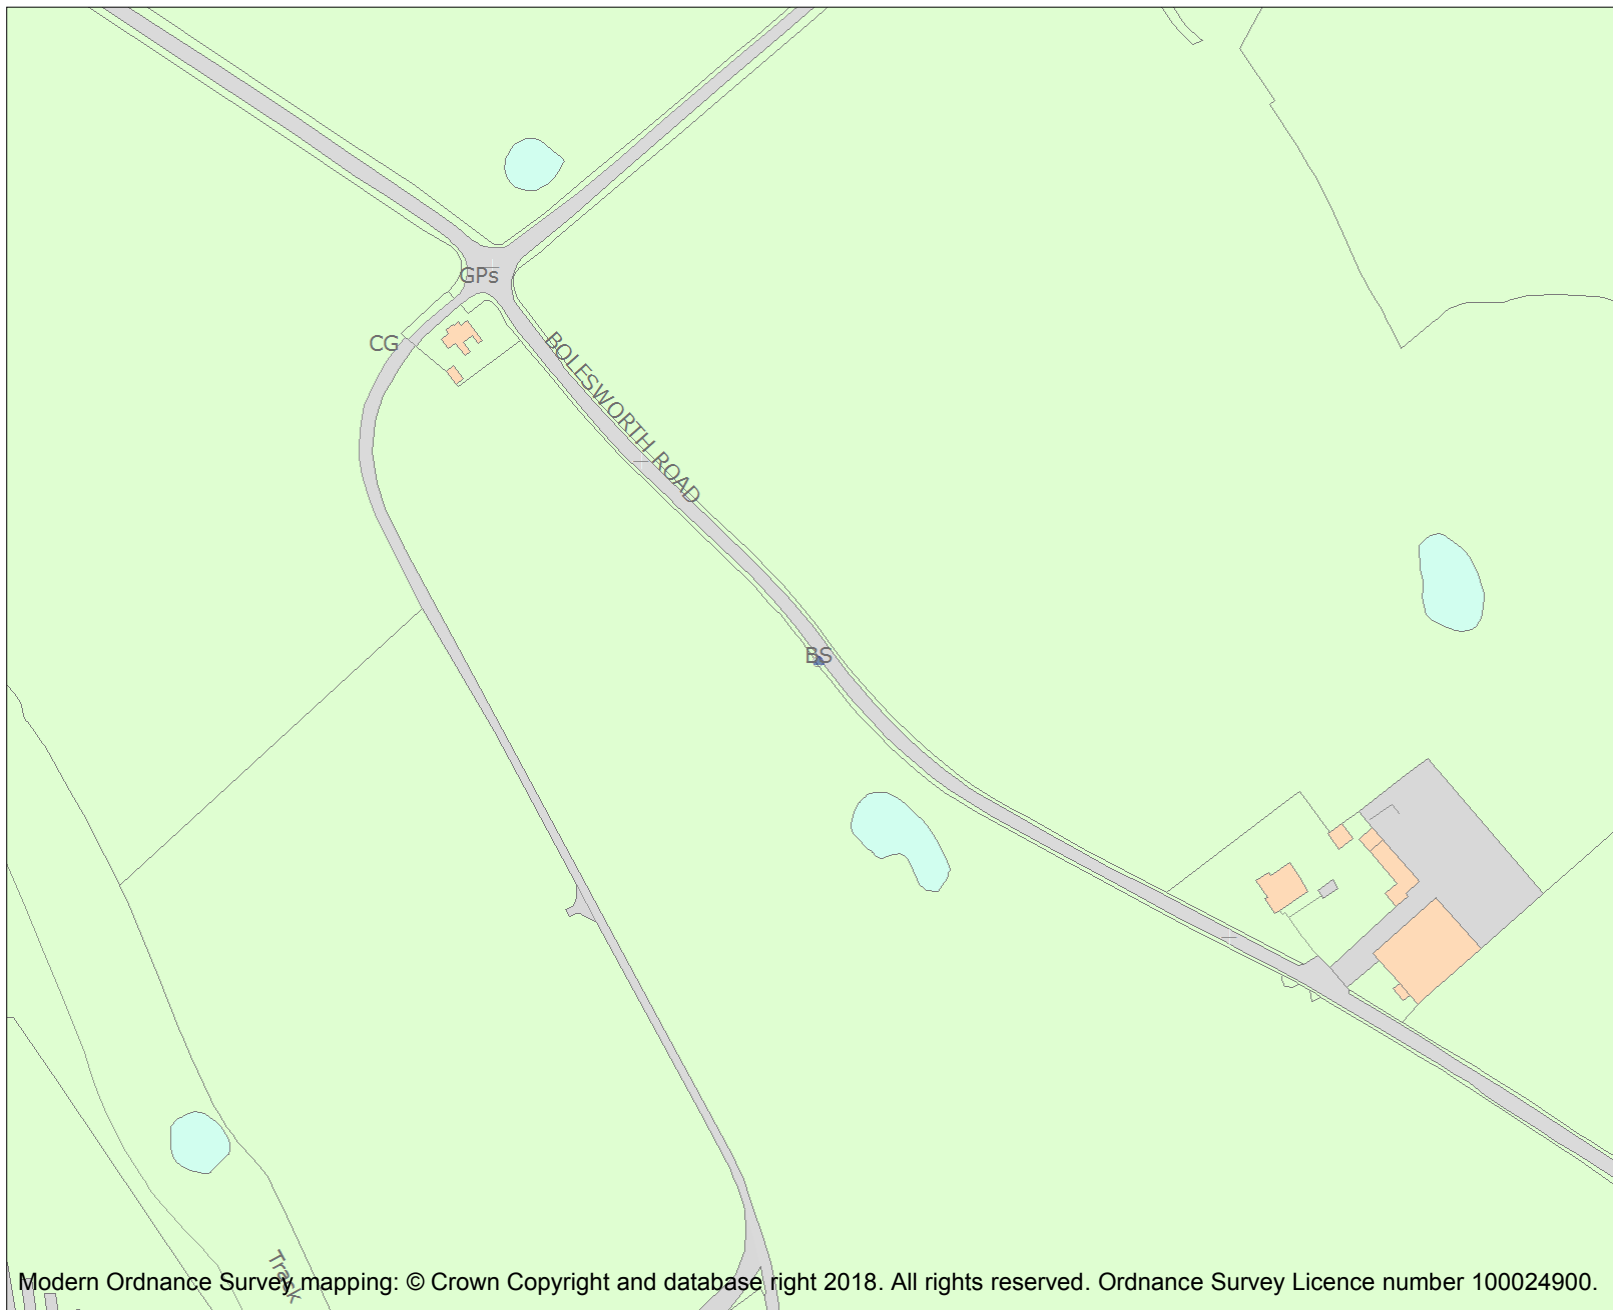 GPs
CG
BOLESWORTH ROAD
BS
Track
Modern Ordnance Survey mapping: © Crown Copyright and database right 2018. All rights reserved. Ordnance Survey Licence number 100024900.